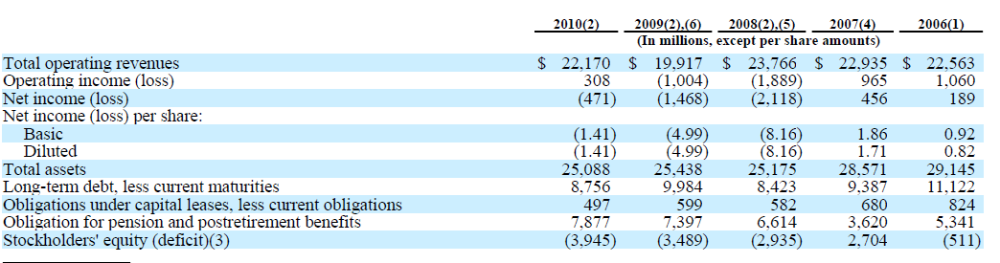 2010(2) 2009(2),(6) 2008(2),(5) 2007(4) 2006(1)
(In millions, except per share amounts)
Total operating revenues $ 22,170 $ 19,917 $ 23,766 $ 22,935 $ 22,563
Operating income (loss) 308 (1,004) (1,889) 965 1,060
Net income (loss) (471) (1,468) (2,118) 456 189
Net income (loss) per share:
Basic (1.41) (4.99) (8.16) 1.86 0.92
Diluted (1.41) (4.99) (8.16) 1.71 0.82
Total assets 25,088 25,438 25,175 28,571 29,145
Long-term debt, less current maturities 8,756 9,984 8,423 9,387 11,122
Obligations under capital leases, less current obligations 497 599 582 680 824
Obligation for pension and postretirement benefits 7,877 7,397 6,614 3,620 5,341
Stockholders' equity (deficit)(3) (3,945) (3,489) (2,935) 2,704 (511)